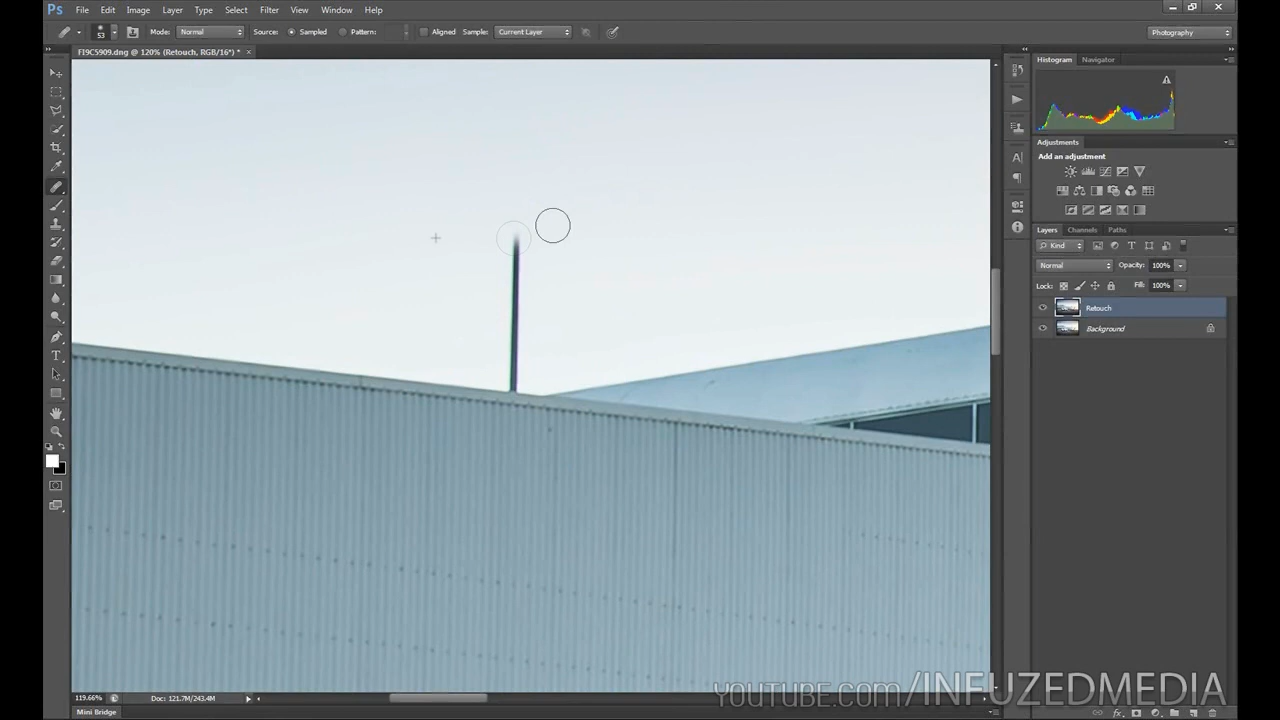 Ps File Edit Image Layer Type Select Filter View Window Help
53 Mode: Normal Source: Sampled Pattern: Aligned Sample: Current Layer Photography
FI9C5909.dng @ 120% (Retouch, RGB/16*) * ×
Histogram Navigator
Adjustments
Add an adjustment
Layers Channels Paths
Kind
Normal Opacity: 100%
Lock: Fill: 100%
Retouch
Background
119.66% Doc: 121.7M/243.4M
YOUTUBE.COM/INFUZEDMEDIA
Mini Bridge